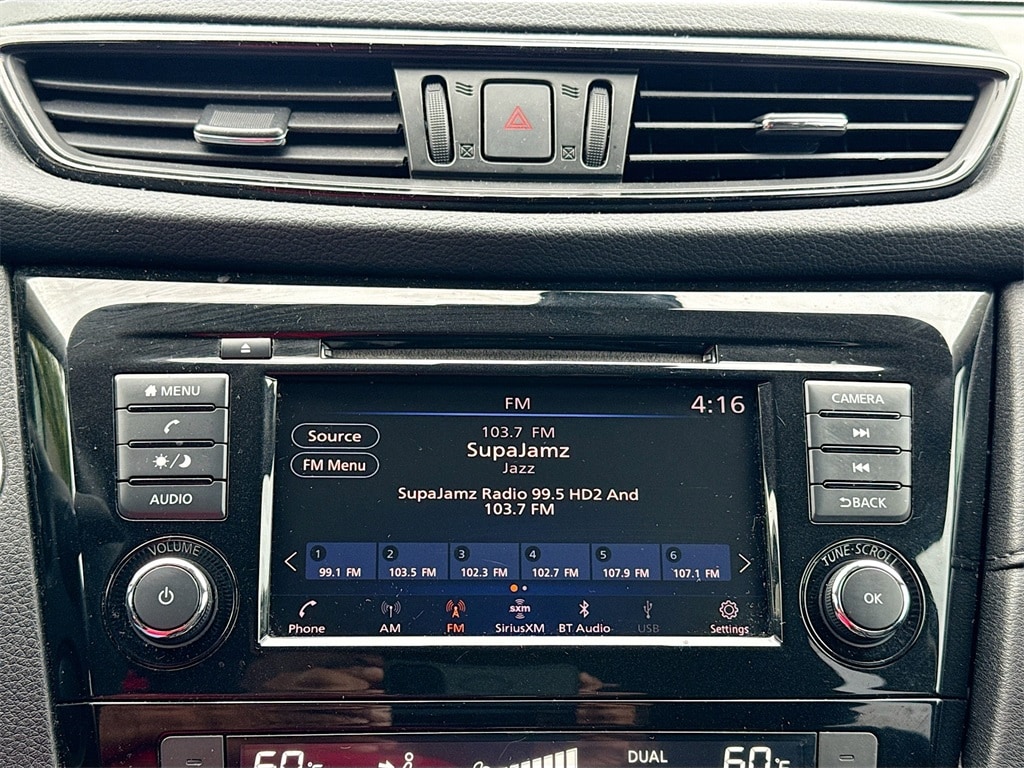 MENU
AUDIO
VOLUME
FM
4:16
Source
FM Menu
103.7 FM
SupaJamz
Jazz
SupaJamz Radio 99.5 HD2 And
103.7 FM
1 2 3 4 5 6
99.1 FM 103.5 FM 102.3 FM 102.7 FM 107.9 FM 107.1 FM
sxm
Phone AM FM SiriusXM BT Audio USB Settings
CAMERA
BACK
TUNE·SCROLL
OK
60°F DUAL 60°F